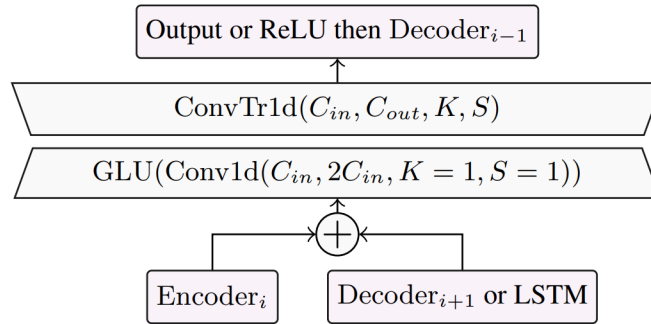 Output or ReLU then Decoder_{i−1}
ConvTr1d(C_{in}, C_{out}, K, S)
GLU(Conv1d(C_{in}, 2C_{in}, K = 1, S = 1))
+
Encoder_i
Decoder_{i+1} or LSTM